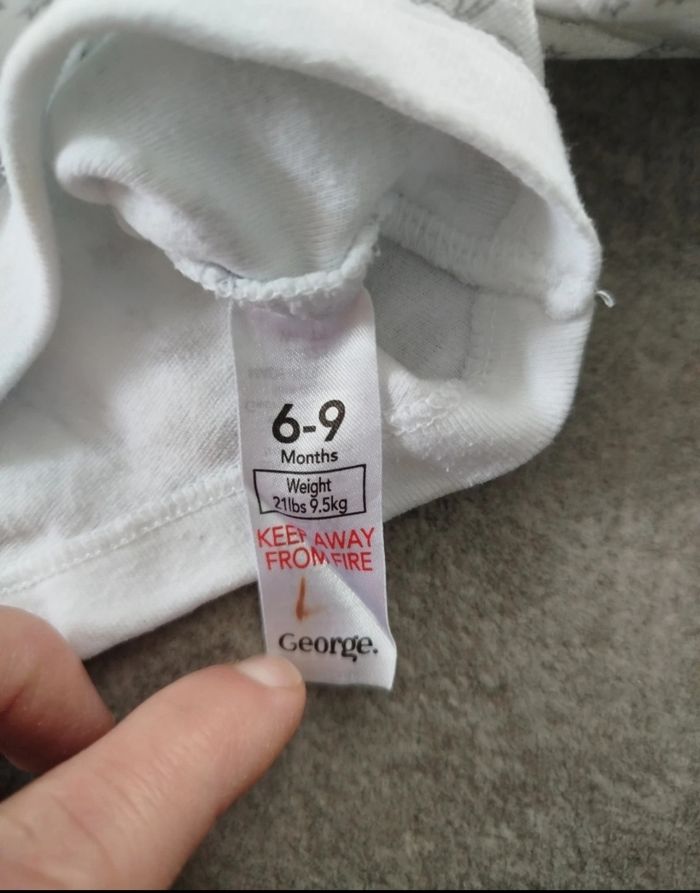 6-9
Months
Weight
21lbs 9.5kg
KEEP AWAY
FROM FIRE
L
George.